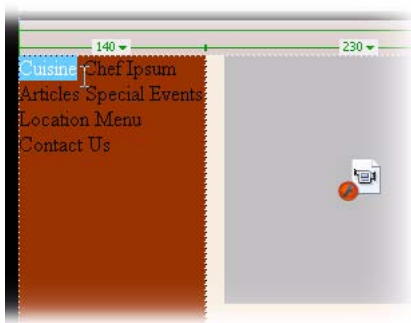 140 230
Cuisine Chef Ipsum
Articles Special Events
Location Menu
Contact Us